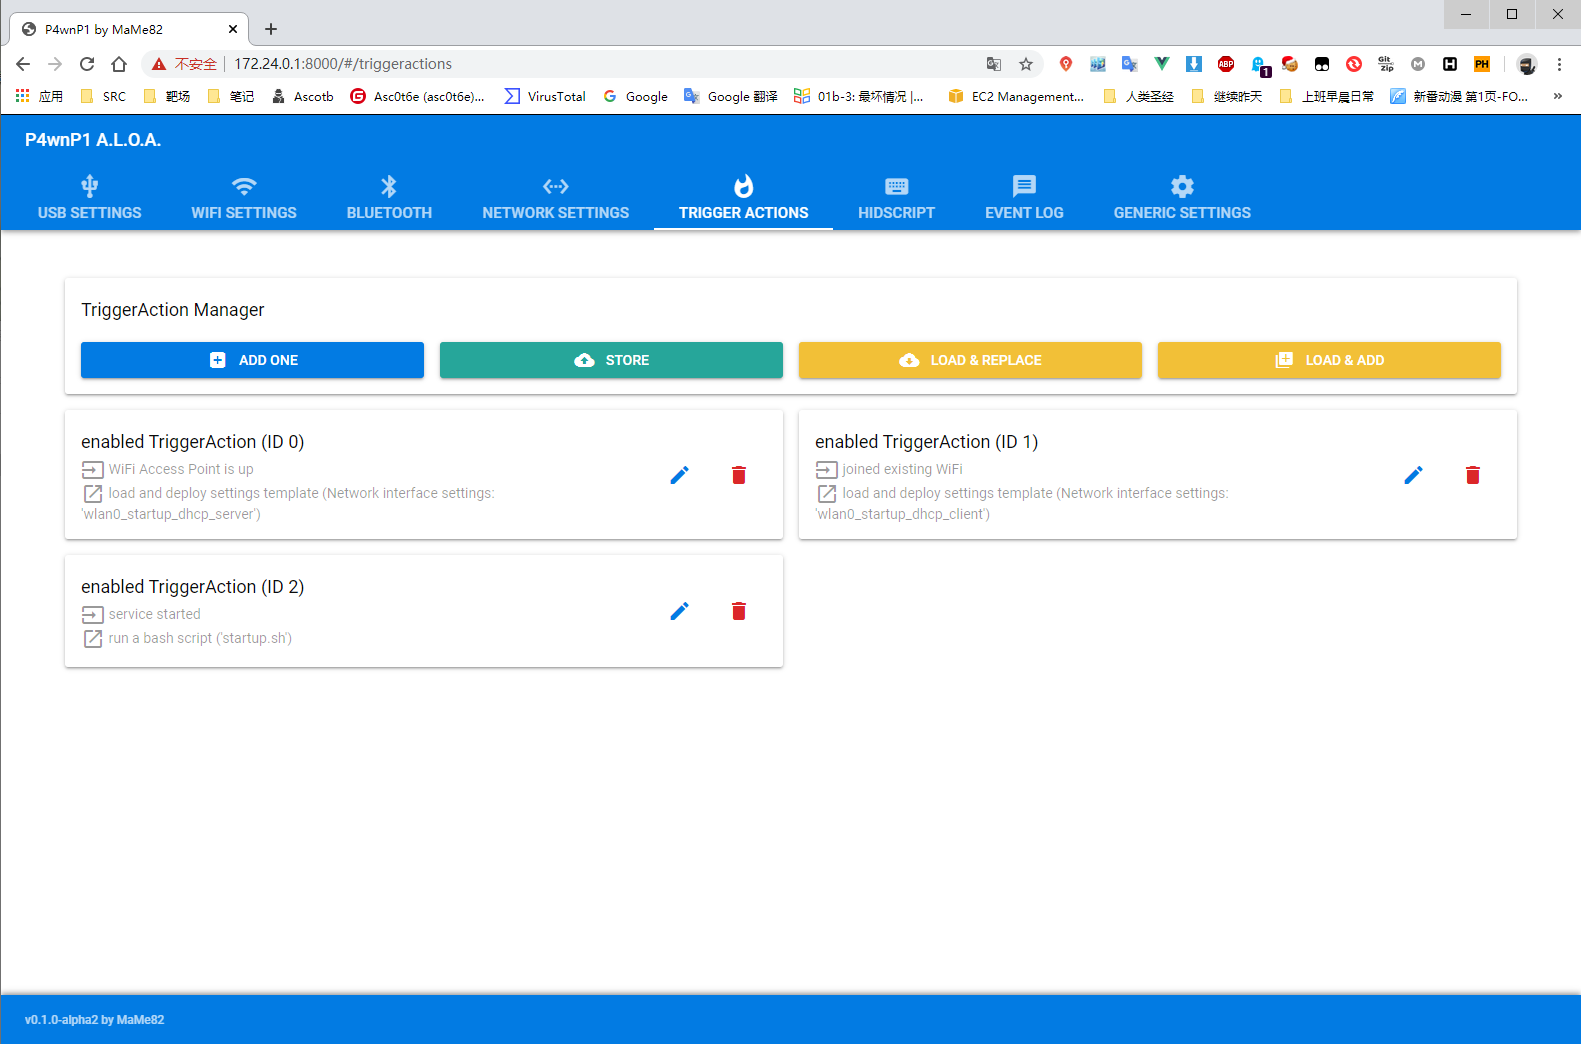 P4wnP1 by MaMe82
不安全 172.24.0.1:8000/#/triggeractions
ABP 1 Git zip M H PH
应用 SRC 靶场 笔记 Ascotb Asc0t6e (asc0t6e)... VirusTotal Google Google 翻译 01b-3: 最坏情况 |... EC2 Management... 人类圣经 继续昨天 上班早晨日常 新番动漫 第1页-FO... »
P4wnP1 A.L.O.A.
USB SETTINGS WIFI SETTINGS BLUETOOTH NETWORK SETTINGS TRIGGER ACTIONS HIDSCRIPT EVENT LOG GENERIC SETTINGS
TriggerAction Manager
ADD ONE STORE LOAD & REPLACE LOAD & ADD
enabled TriggerAction (ID 0)
WiFi Access Point is up
load and deploy settings template (Network interface settings:
'wlan0_startup_dhcp_server')
enabled TriggerAction (ID 1)
joined existing WiFi
load and deploy settings template (Network interface settings:
'wlan0_startup_dhcp_client')
enabled TriggerAction (ID 2)
service started
run a bash script ('startup.sh')
v0.1.0-alpha2 by MaMe82